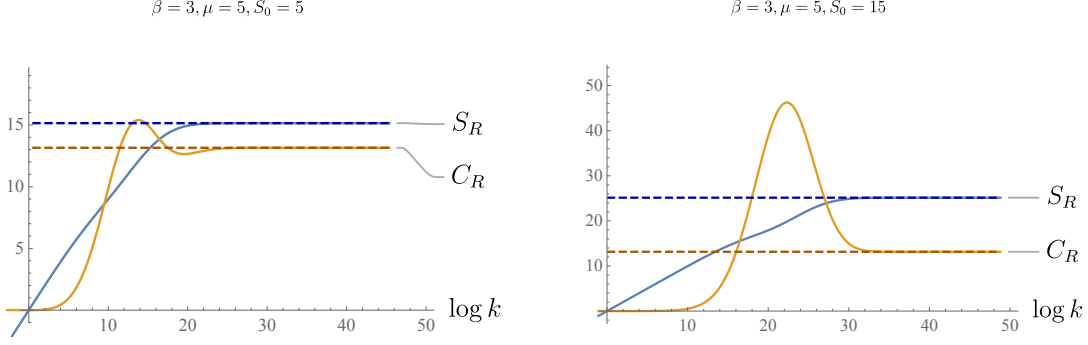 β = 3, μ = 5, S₀ = 5
15
10
5
10 20 30 40 50
S_R
C_R
log k
β = 3, μ = 5, S₀ = 15
50
40
30
20
10
10 20 30 40 50
S_R
C_R
log k